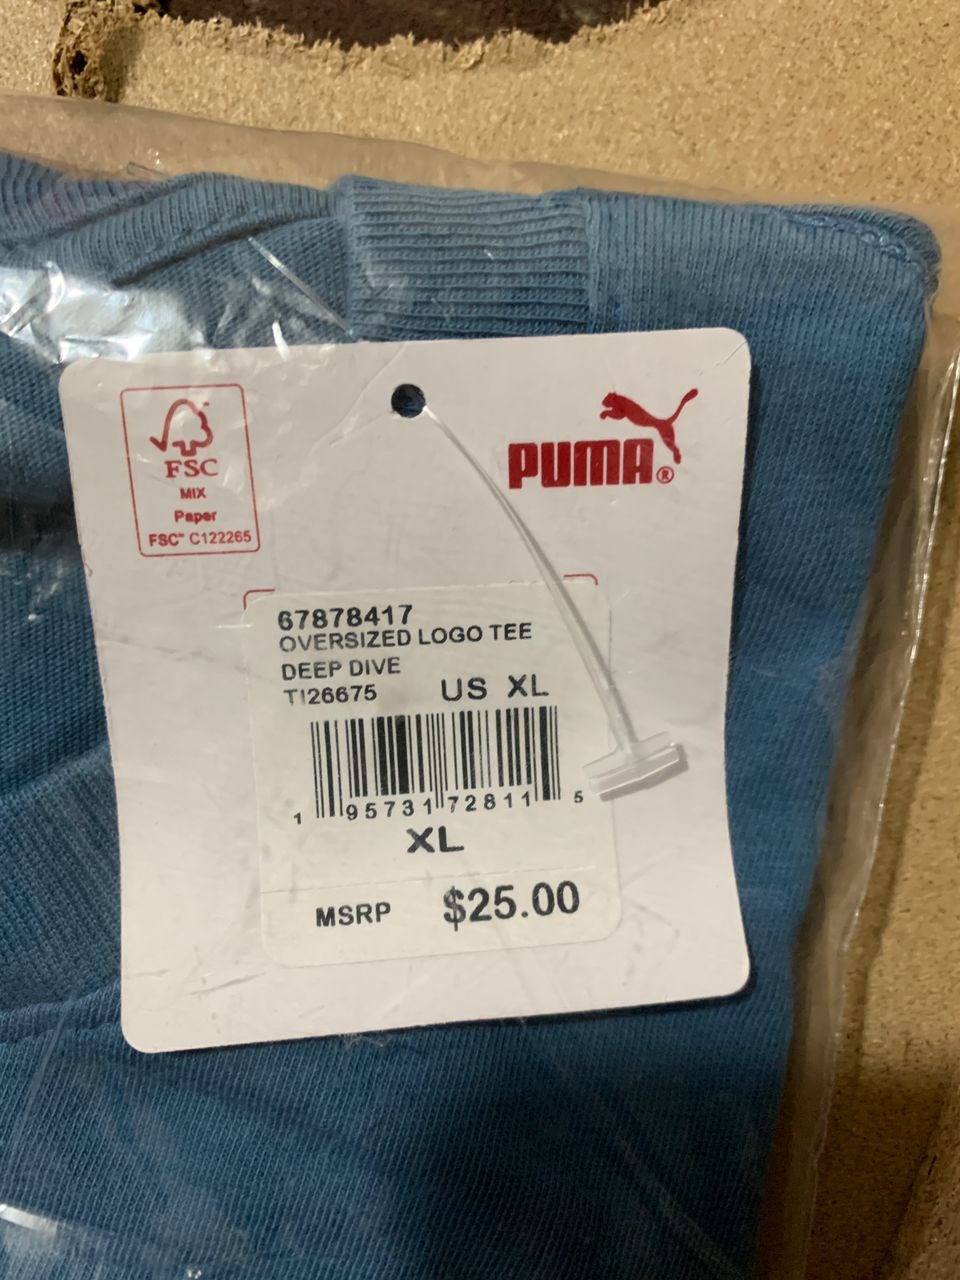 FSC
MIX
Paper
FSC™ C122265
PUMA®
67878417
OVERSIZED LOGO TEE
DEEP DIVE
TI26675 US XL
1 95731 72811 5
XL
MSRP $25.00